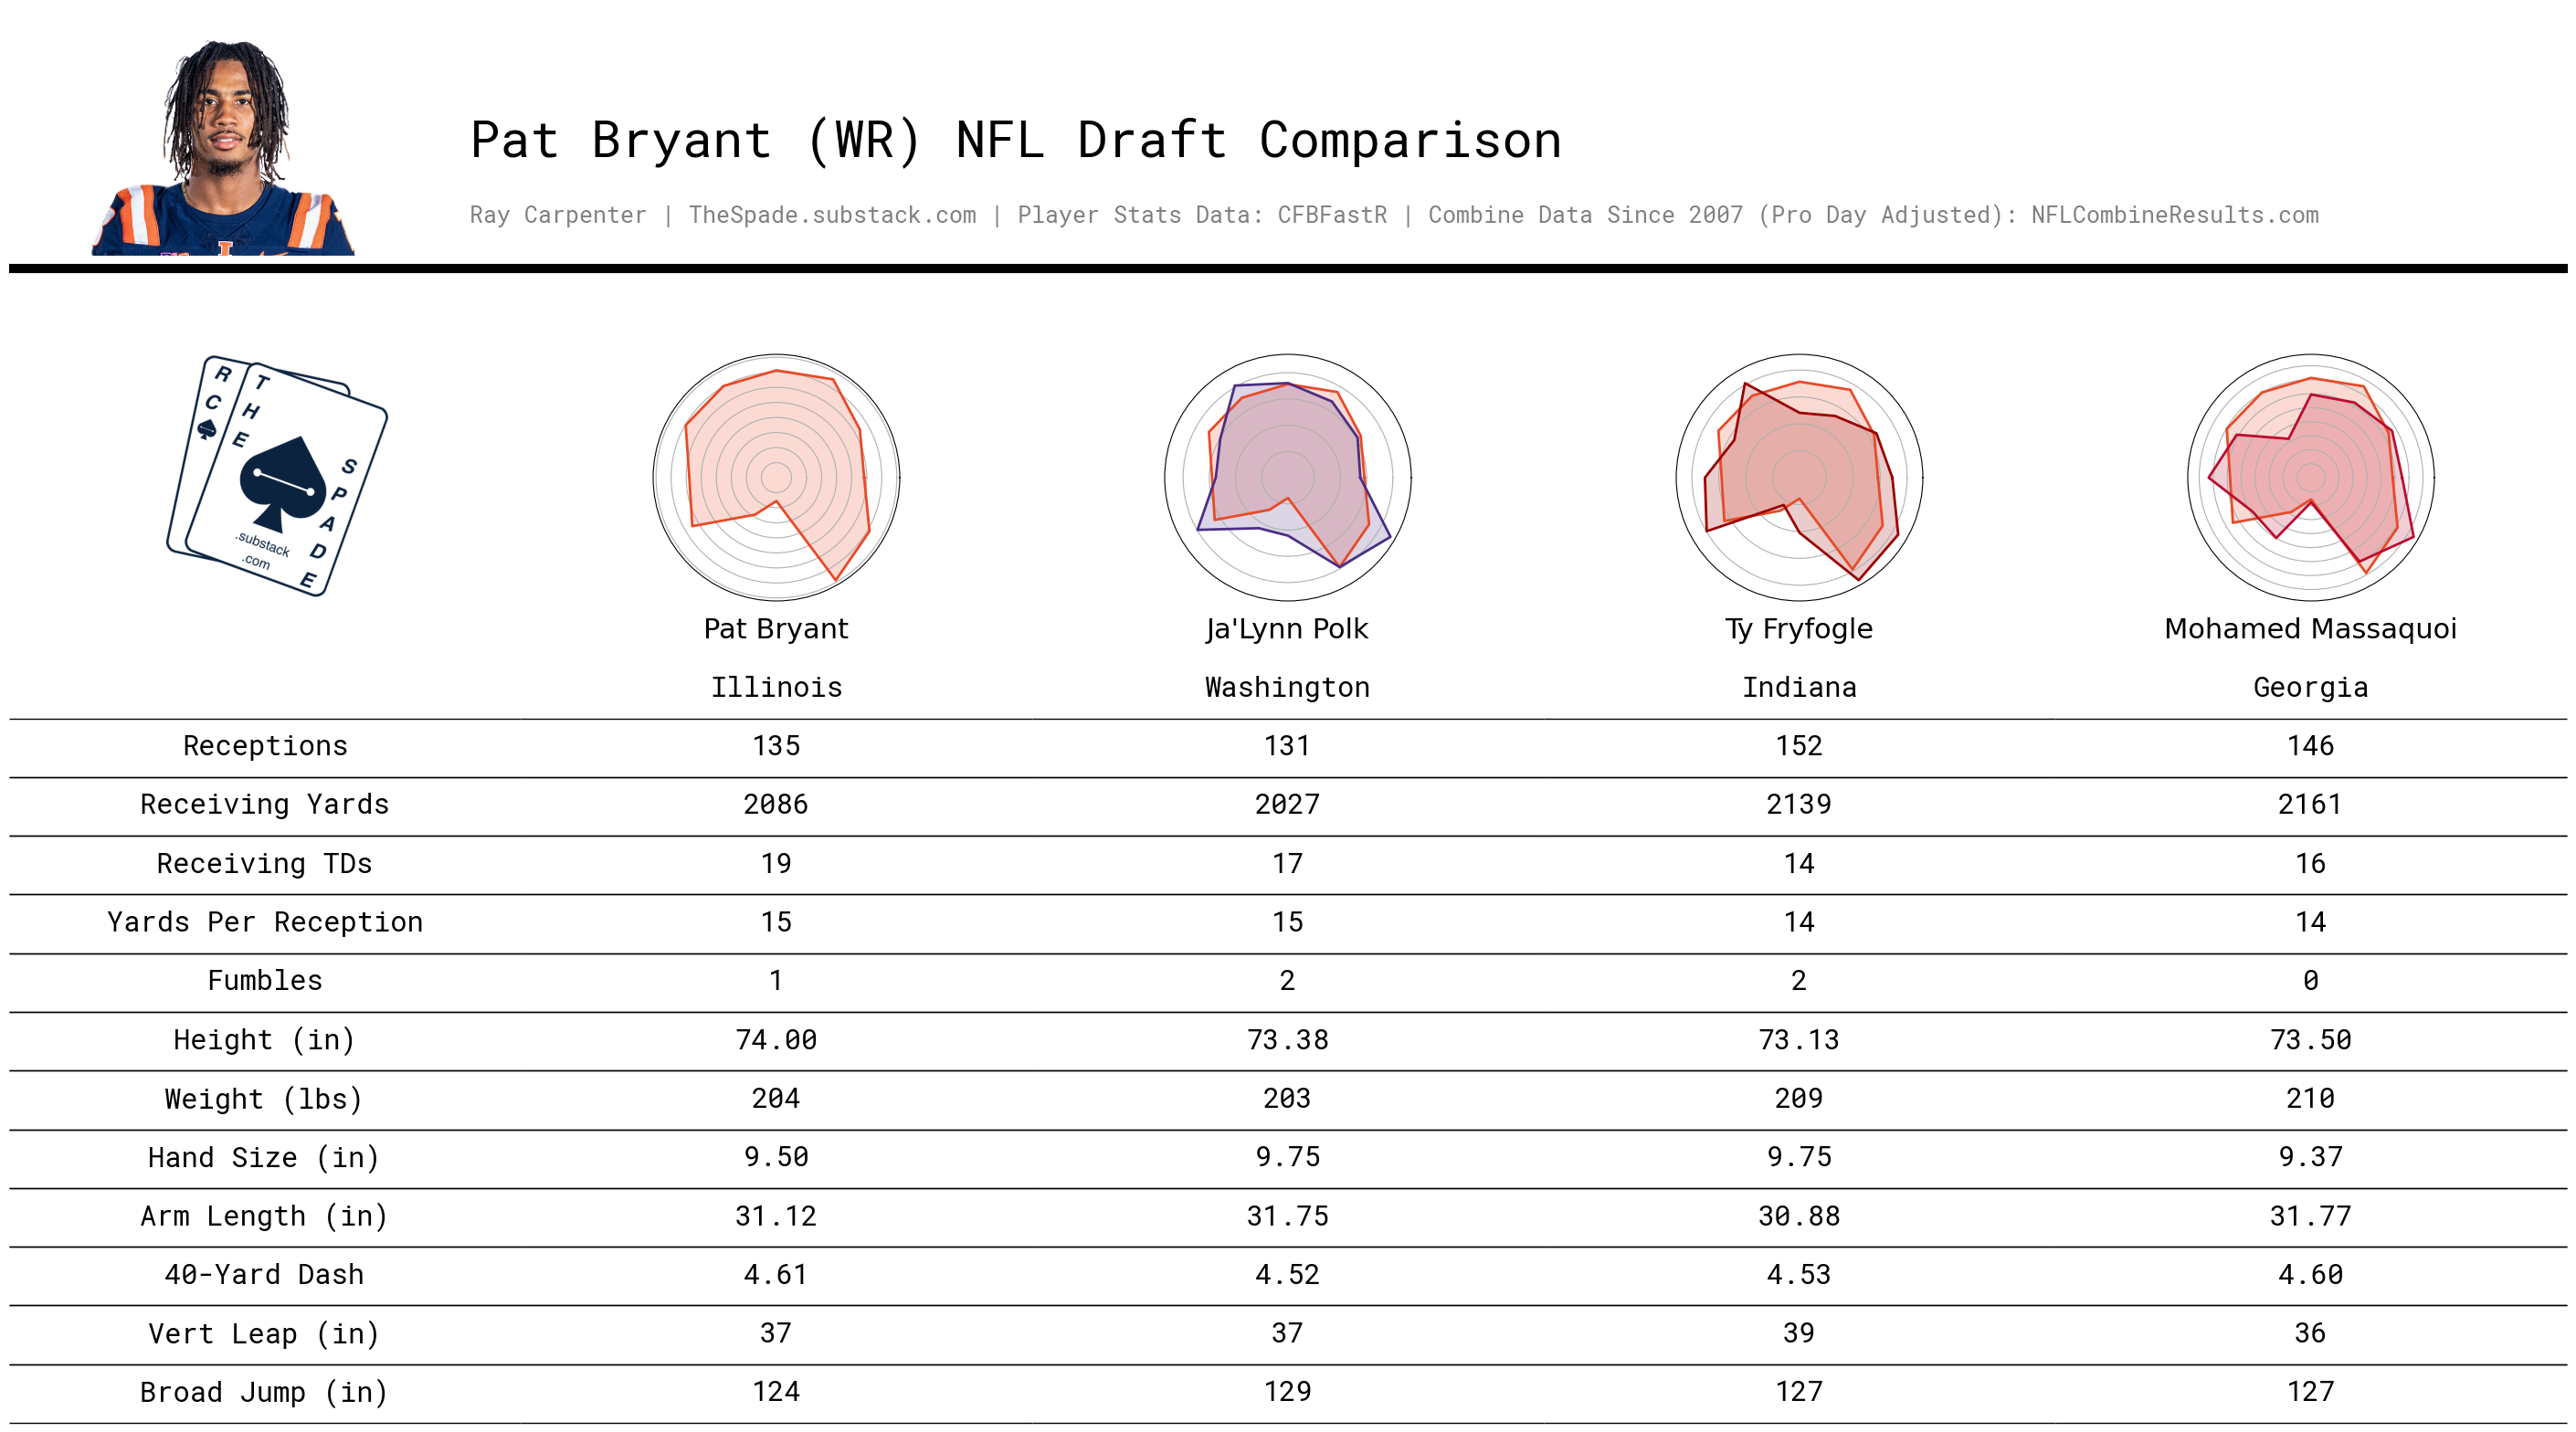 Pat Bryant (WR) NFL Draft Comparison
Ray Carpenter | TheSpade.substack.com | Player Stats Data: CFBFastR | Combine Data Since 2007 (Pro Day Adjusted): NFLCombineResults.com
R C
THE
SPADE
.substack
.com
Pat Bryant Ja'Lynn Polk Ty Fryfogle Mohamed Massaquoi
Illinois Washington Indiana Georgia
Receptions 135 131 152 146
Receiving Yards 2086 2027 2139 2161
Receiving TDs 19 17 14 16
Yards Per Reception 15 15 14 14
Fumbles 1 2 2 0
Height (in) 74.00 73.38 73.13 73.50
Weight (lbs) 204 203 209 210
Hand Size (in) 9.50 9.75 9.75 9.37
Arm Length (in) 31.12 31.75 30.88 31.77
40-Yard Dash 4.61 4.52 4.53 4.60
Vert Leap (in) 37 37 39 36
Broad Jump (in) 124 129 127 127